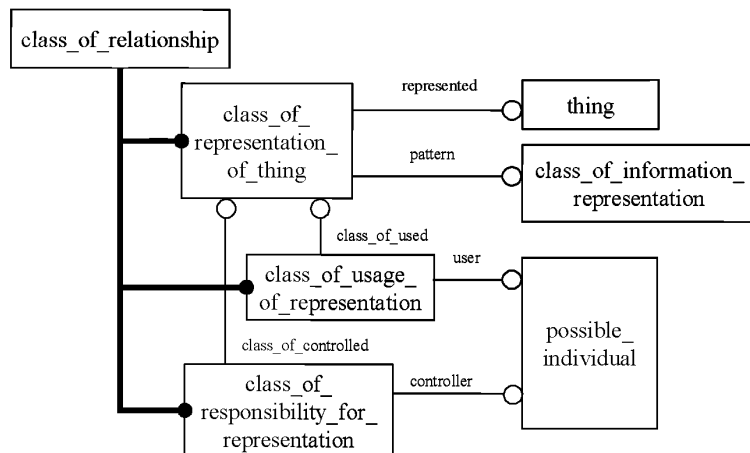 class_of_relationship
represented
thing
class_of_
representation_
of_thing
pattern
class_of_information_
representation
class_of_used
user
class_of_usage_
of_representation
possible_
individual
class_of_controlled
controller
class_of_
responsibility_for_
representation